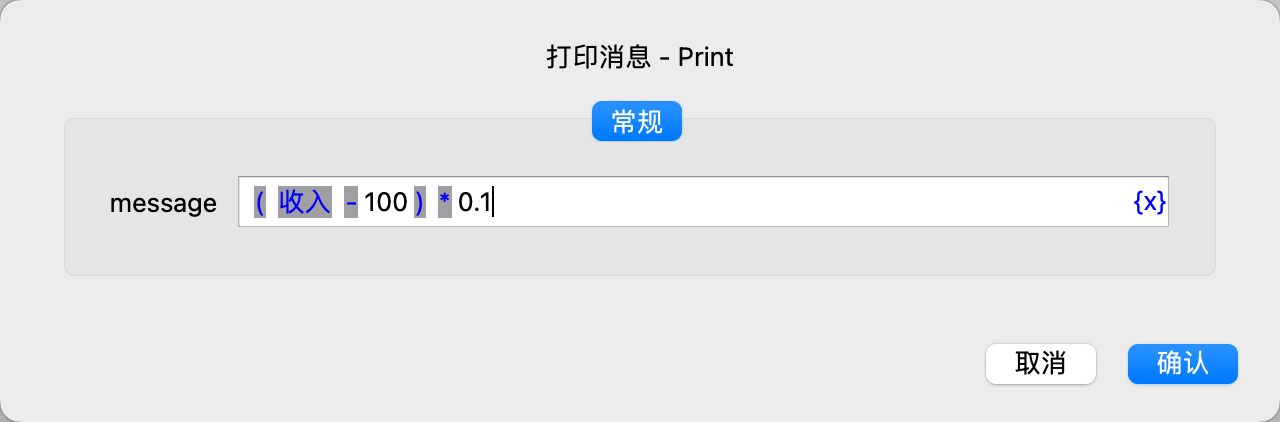 打印消息 - Print
常规
message ( 收入 - 100 ) * 0.1 {x}
取消 确认